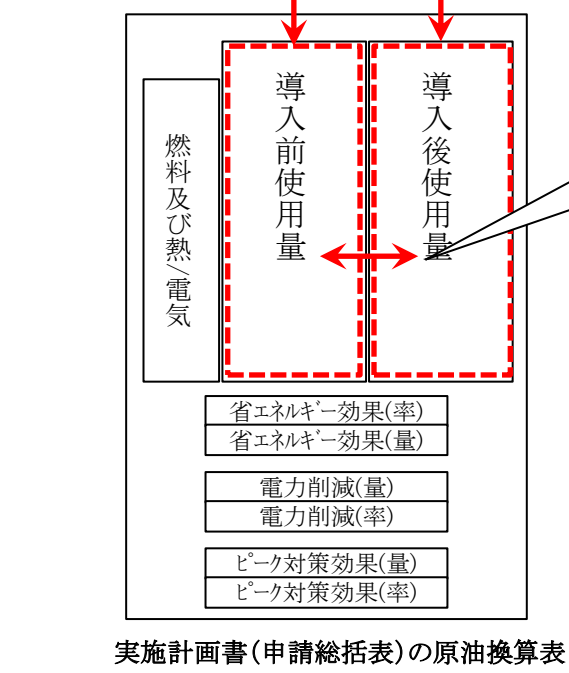 燃料及び熱/電気
導入前使用量
導入後使用量
省エネルギー効果(率)
省エネルギー効果(量)
電力削減(量)
電力削減(率)
ピーク対策効果(量)
ピーク対策効果(率)
実施計画書(申請総括表)の原油換算表